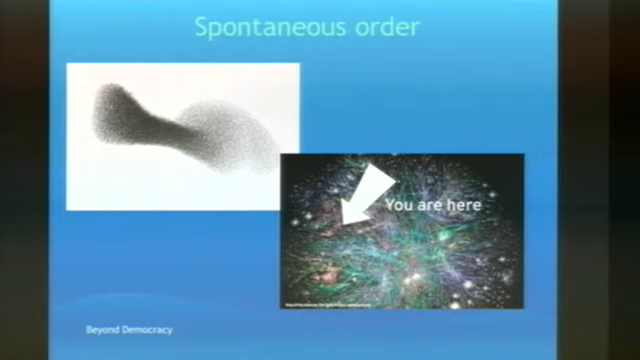 Spontaneous order
You are here
Beyond Democracy